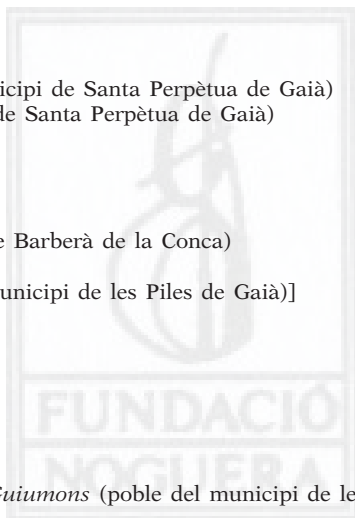 icipi de Santa Perpètua de Gaià)
de Santa Perpètua de Gaià)
e Barberà de la Conca)
unicipi de les Piles de Gaià)]
FUNDACIÓ
NOGUERA
Guiumons (poble del municipi de le